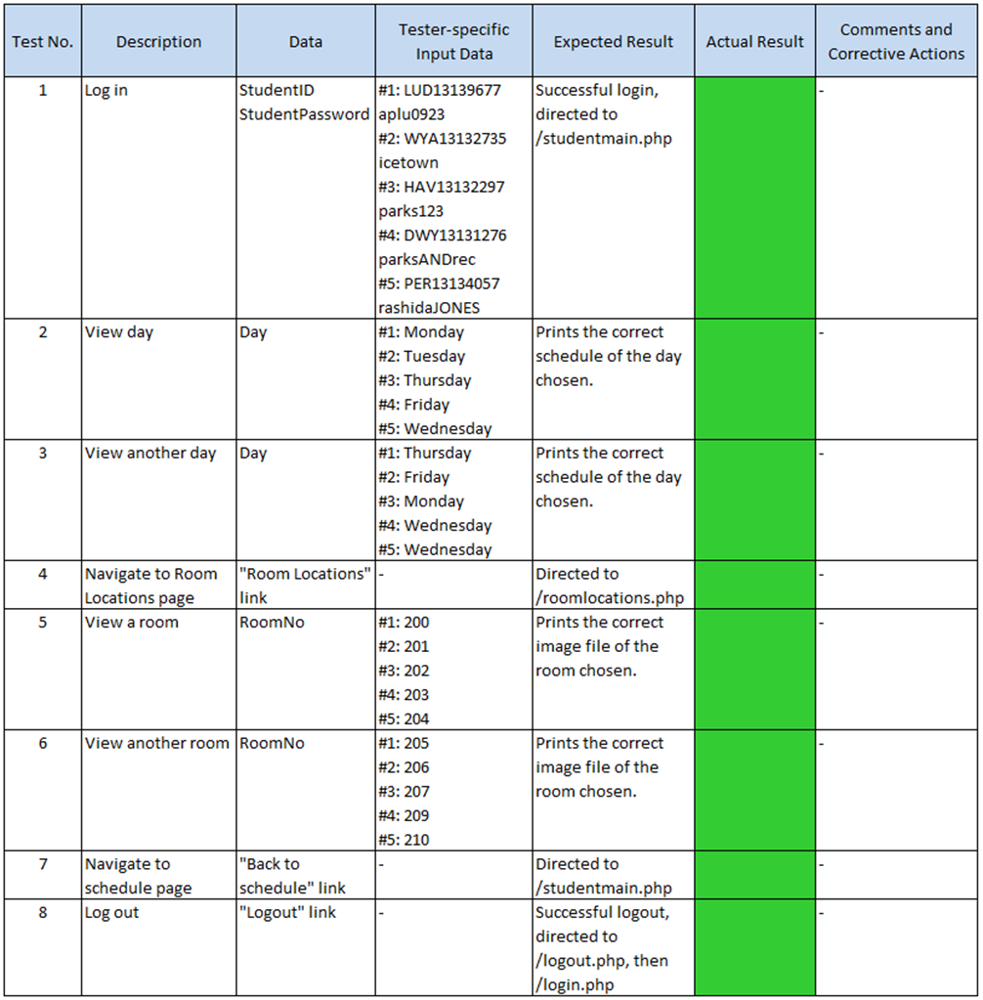 Test No.
Description
Data
Tester-specific
Input Data
Expected Result
Actual Result
Comments and
Corrective Actions
1
Log in
StudentID
StudentPassword
#1: LUD13139677
aplu0923
#2: WYA13132735
icetown
#3: HAV13132297
parks123
#4: DWY13131276
parksANDrec
#5: PER13134057
rashidaJONES
Successful login,
directed to
/studentmain.php
-
2
View day
Day
#1: Monday
#2: Tuesday
#3: Thursday
#4: Friday
#5: Wednesday
Prints the correct
schedule of the day
chosen.
-
3
View another day
Day
#1: Thursday
#2: Friday
#3: Monday
#4: Wednesday
#5: Wednesday
Prints the correct
schedule of the day
chosen.
-
4
Navigate to Room
Locations page
"Room Locations"
link
-
Directed to
/roomlocations.php
-
5
View a room
RoomNo
#1: 200
#2: 201
#3: 202
#4: 203
#5: 204
Prints the correct
image file of the
room chosen.
-
6
View another room
RoomNo
#1: 205
#2: 206
#3: 207
#4: 209
#5: 210
Prints the correct
image file of the
room chosen.
-
7
Navigate to
schedule page
"Back to
schedule" link
-
Directed to
/studentmain.php
-
8
Log out
"Logout" link
-
Successful logout,
directed to
/logout.php, then
/login.php
-